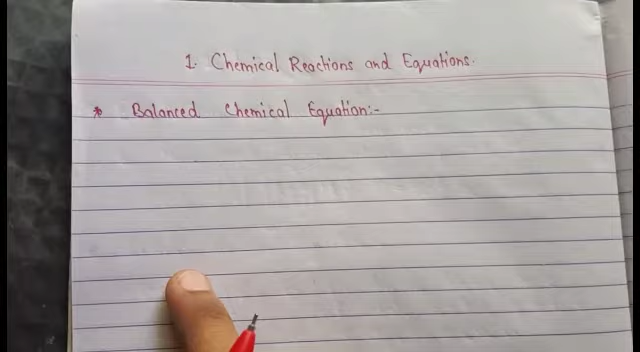 1. Chemical Reactions and Equations.
* Balanced Chemical Equation:-